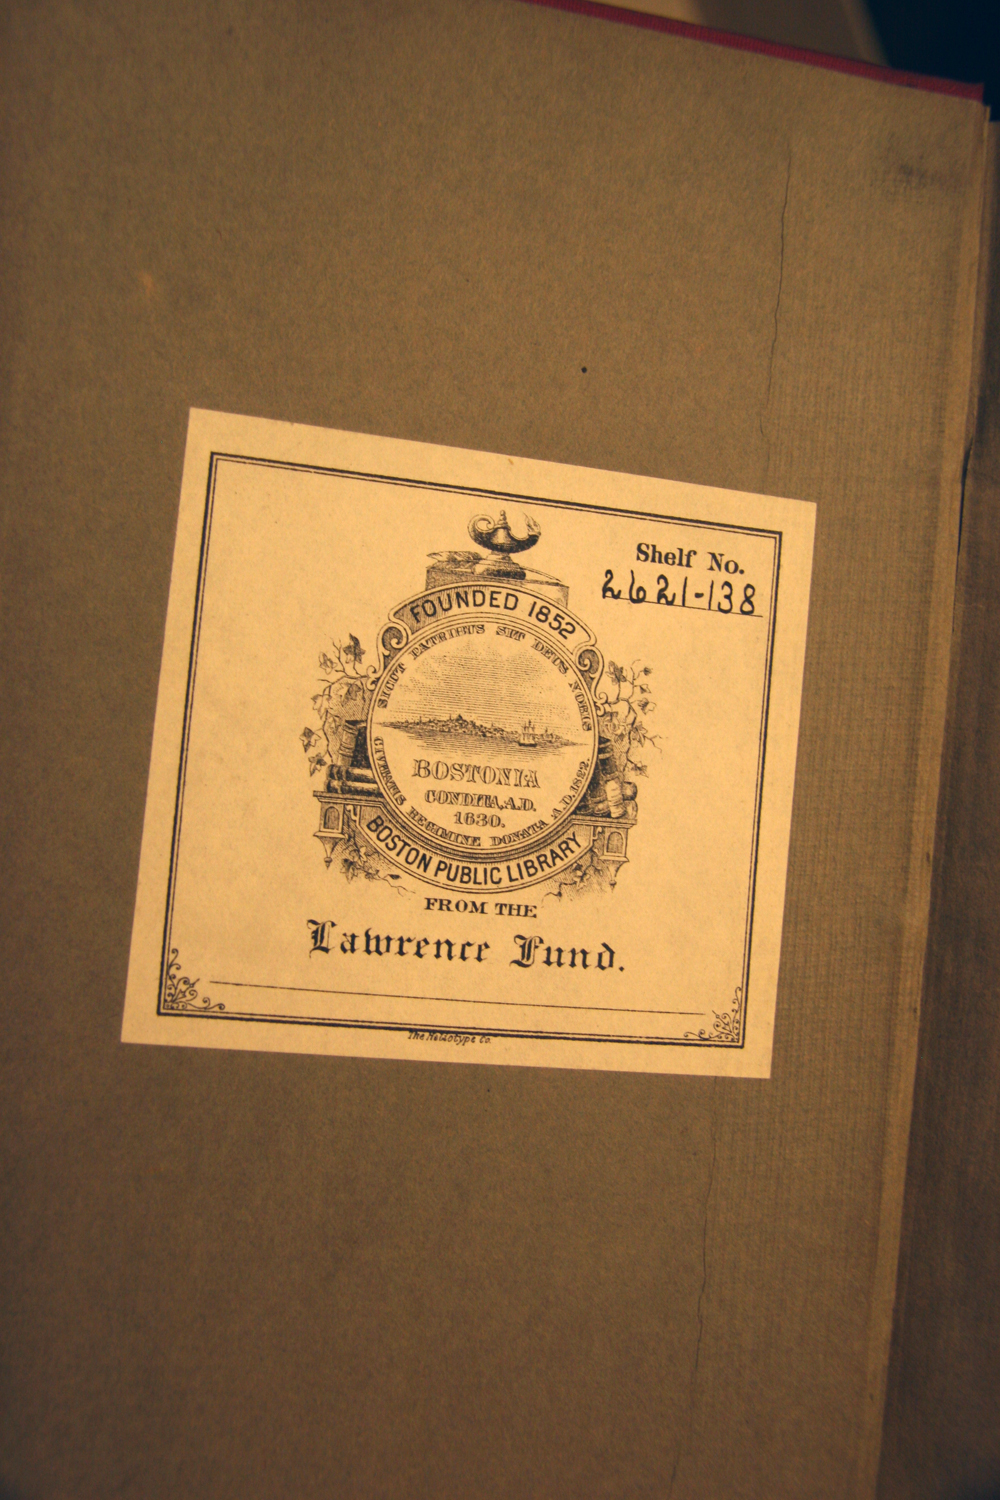 Shelf No.
2621-138
FOUNDED 1852
SICUT PATRIBUS SIT DEUS NOBIS
BOSTONIA
CONDITA, A.D.
1630.
CIVITATIS REGIMINE DONATA A.D. 1822.
BOSTON PUBLIC LIBRARY
FROM THE
Lawrence Fund.
The Heliotype Co.